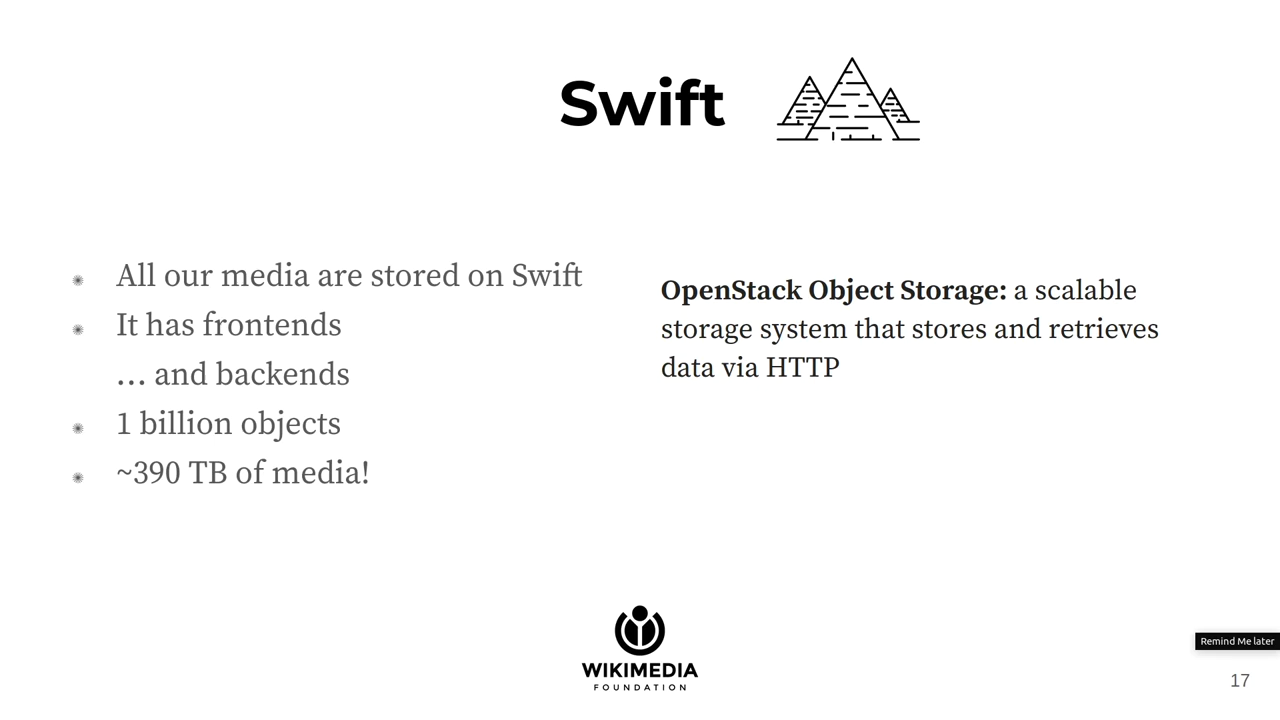 Swift
All our media are stored on Swift
It has frontends
… and backends
1 billion objects
~390 TB of media!
OpenStack Object Storage: a scalable
storage system that stores and retrieves
data via HTTP
WIKIMEDIA
FOUNDATION
Remind Me later
17